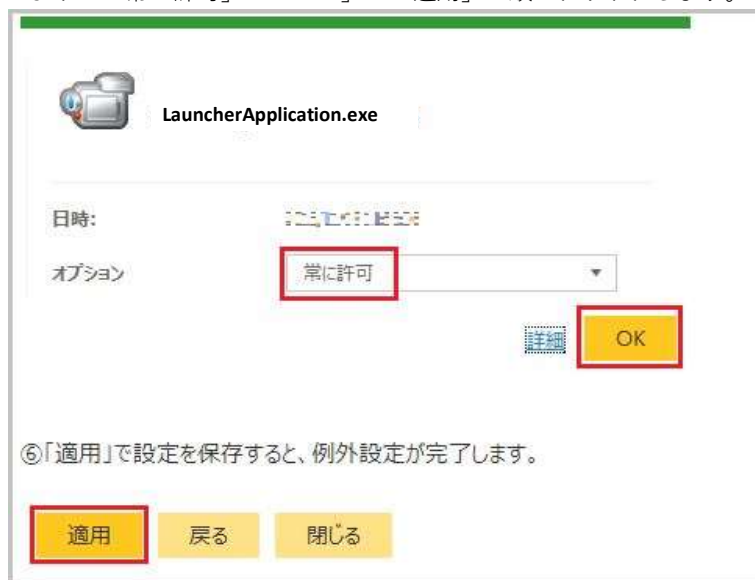 LauncherApplication.exe
日時:
オプション 常に許可
詳細 OK
⑥「適用」で設定を保存すると、例外設定が完了します。
適用 戻る 閉じる